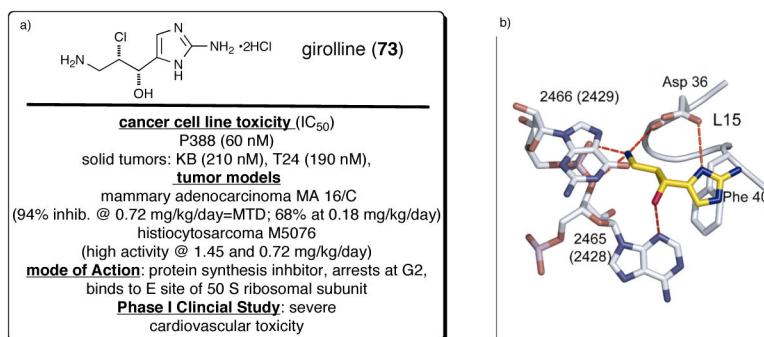 a)
Cl
N
H₂N
NH₂ •2HCl
N
H
OH
girolline (73)
cancer cell line toxicity (IC₅₀)
P388 (60 nM)
solid tumors: KB (210 nM), T24 (190 nM),
tumor models
mammary adenocarcinoma MA 16/C
(94% inhib. @ 0.72 mg/kg/day=MTD; 68% at 0.18 mg/kg/day)
histiocytosarcoma M5076
(high activity @ 1.45 and 0.72 mg/kg/day)
mode of Action: protein synthesis inhbitor, arrests at G2,
binds to E site of 50 S ribosomal subunit
Phase I Clincial Study: severe
cardiovascular toxicity
b)
Asp 36
2466 (2429)
L15
Phe 40
2465
(2428)